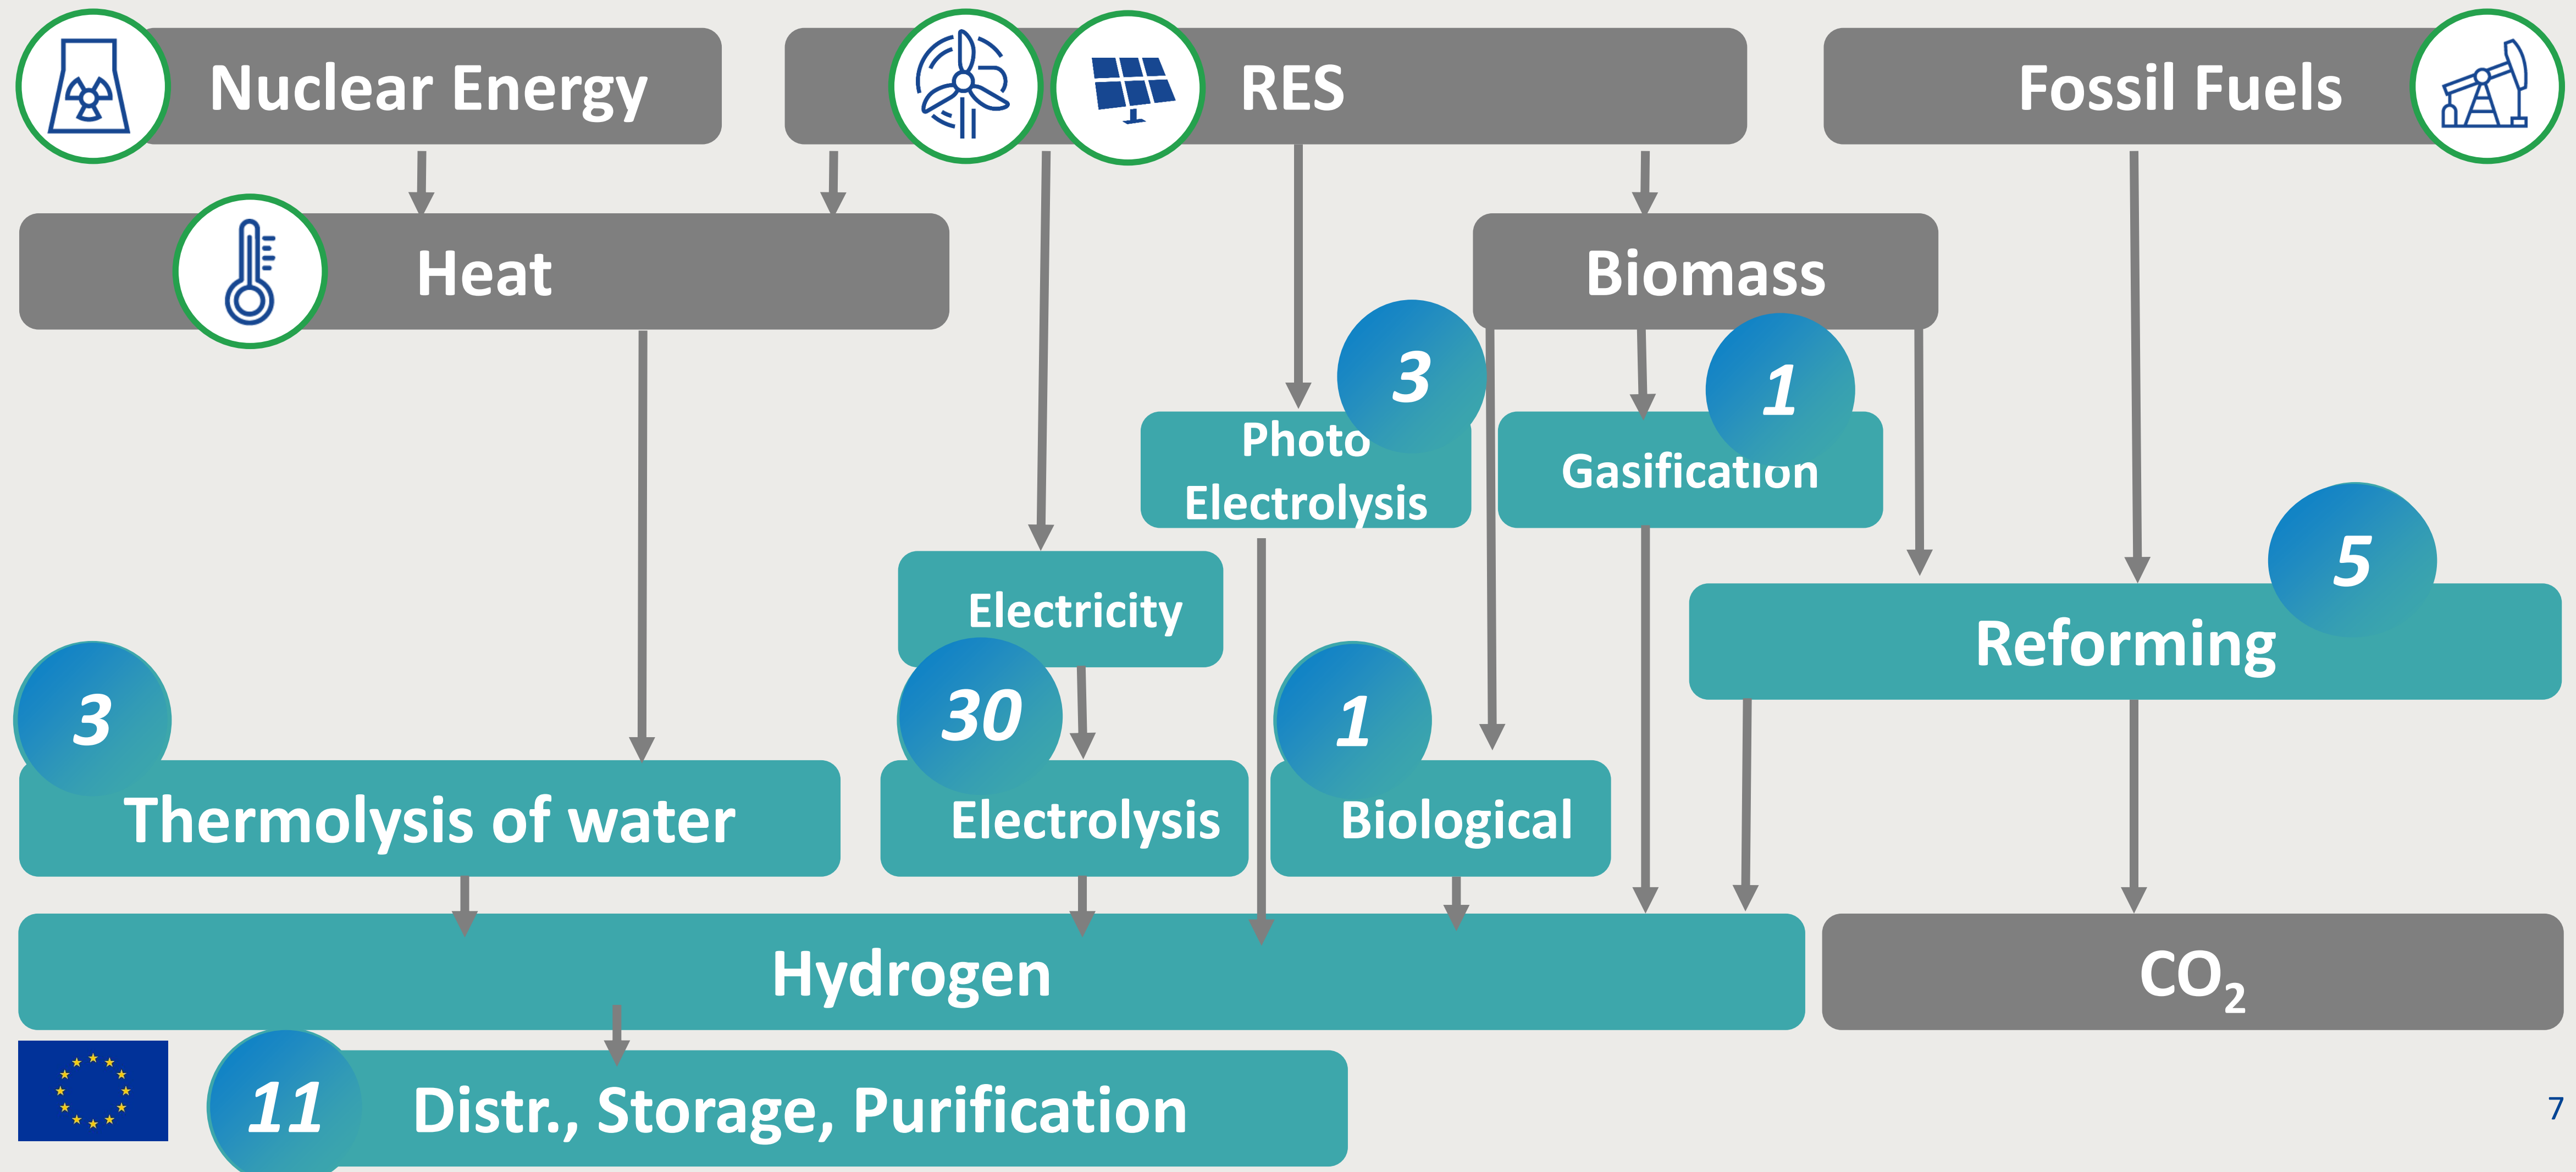 Nuclear Energy
RES
Fossil Fuels
Heat
Biomass
3
1
Photo
Electrolysis
Gasification
5
Electricity
Reforming
3
30
1
Thermolysis of water
Electrolysis
Biological
Hydrogen
CO₂
11
Distr., Storage, Purification
7